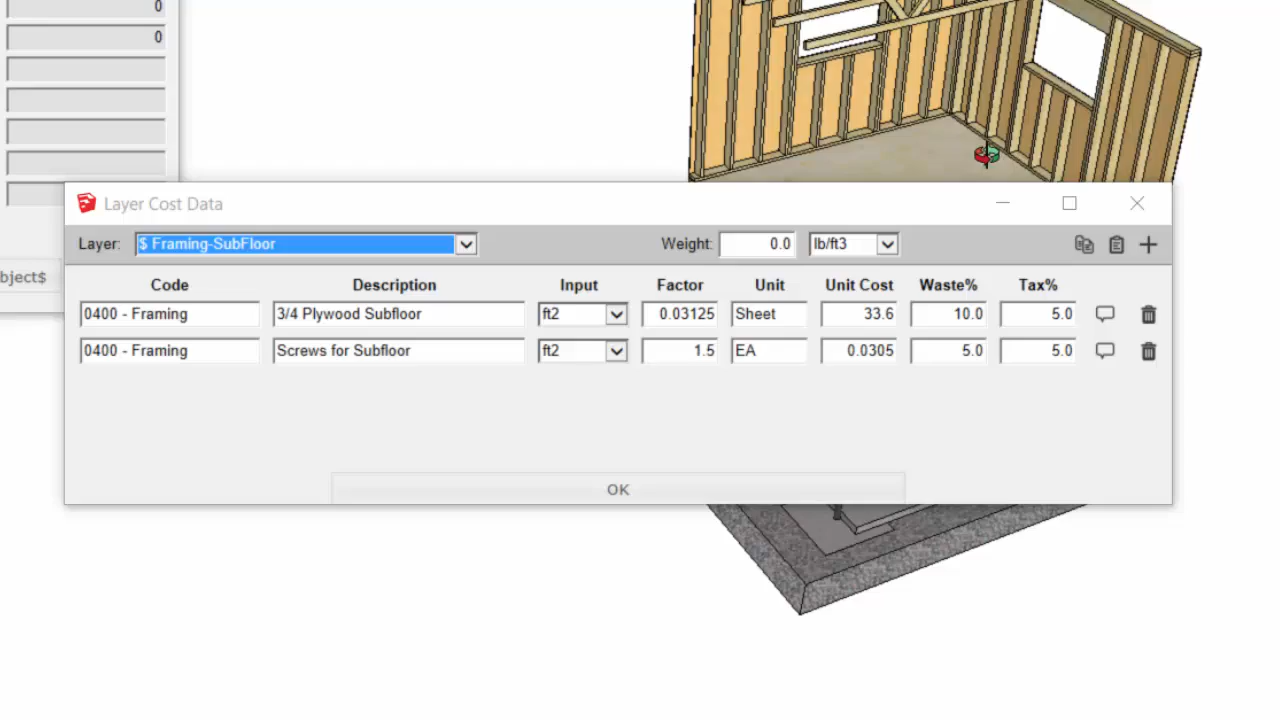 0
0
bject$
Layer Cost Data
Layer: $ Framing-SubFloor Weight: 0.0 lb/ft3
Code Description Input Factor Unit Unit Cost Waste% Tax%
0400 - Framing 3/4 Plywood Subfloor ft2 0.03125 Sheet 33.6 10.0 5.0
0400 - Framing Screws for Subfloor ft2 1.5 EA 0.0305 5.0 5.0
OK